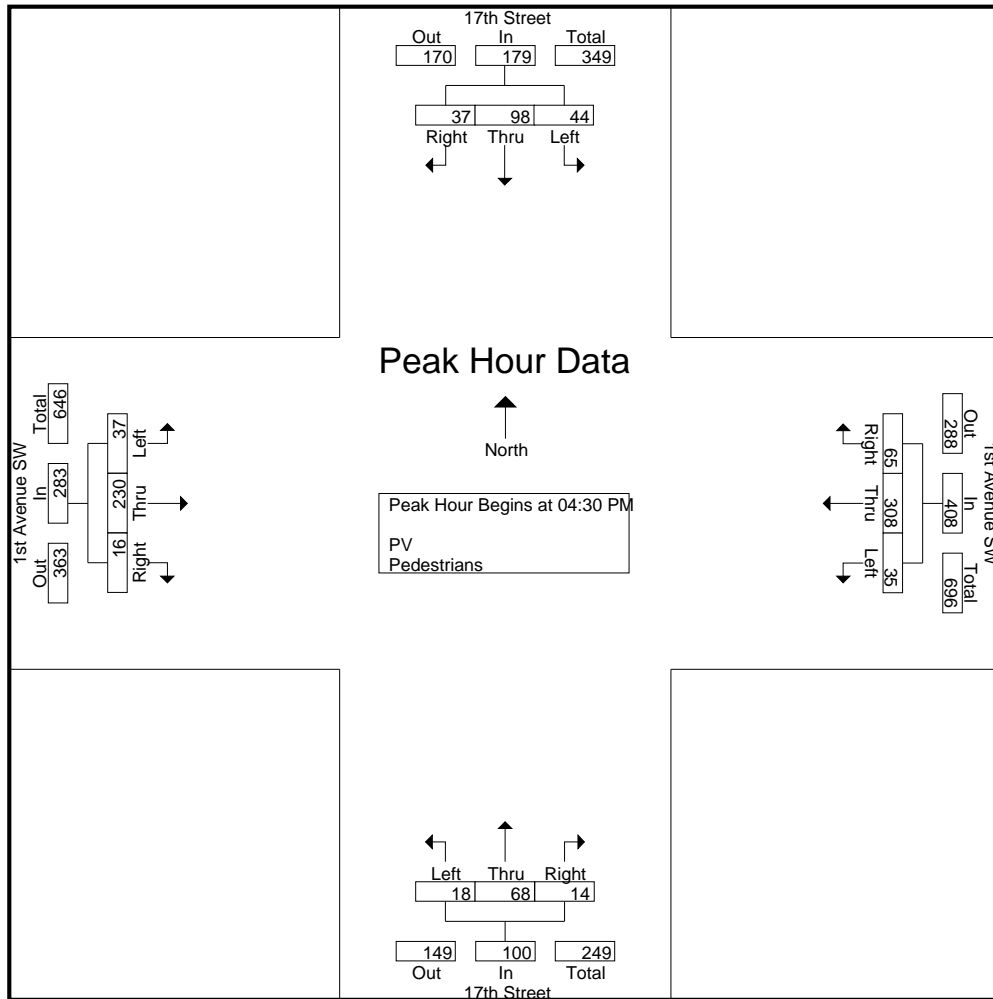 17th Street
Out In Total
170 179 349
37 98 44
Right Thru Left
Peak Hour Data
North
Peak Hour Begins at 04:30 PM
PV
Pedestrians
1st Avenue SW
Out In Total
363 283 646
16 230 37
Right Thru Left
1st Avenue SW
Out In Total
288 408 696
65 308 35
Right Thru Left
Left Thru Right
18 68 14
149 100 249
Out In Total
17th Street